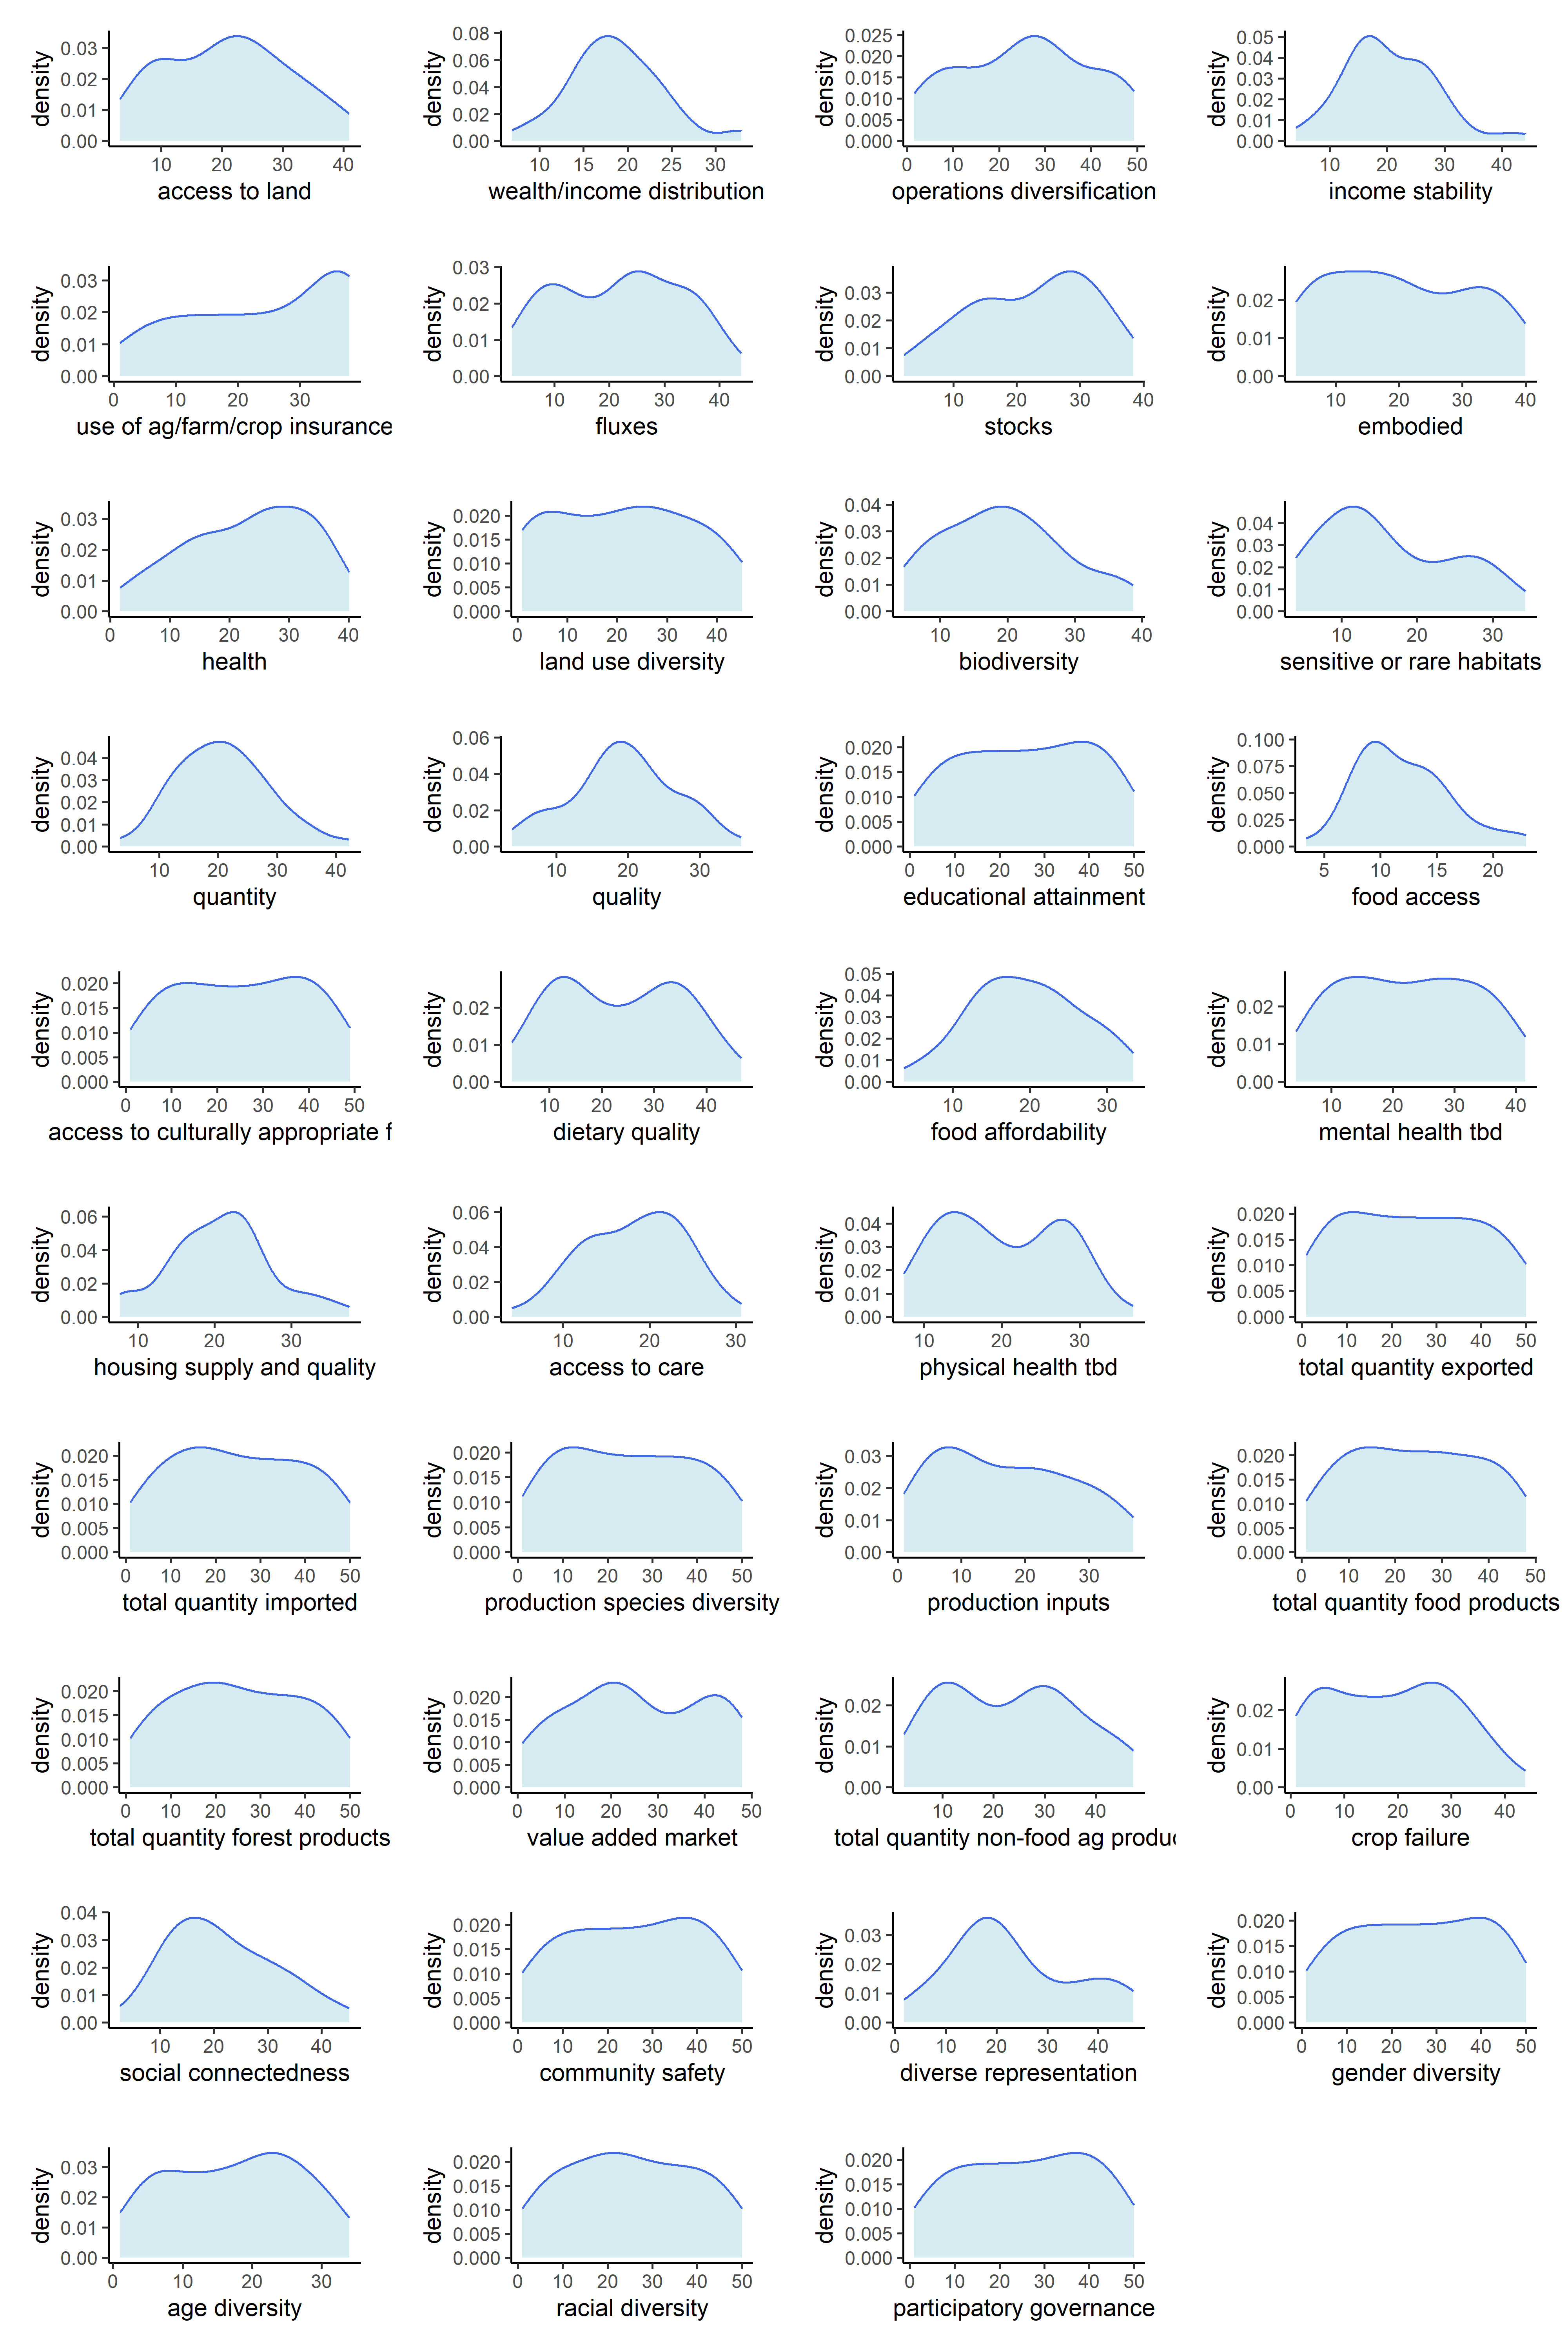 density
0.03
0.02
0.01
0.00
10 20 30 40
access to land
density
0.08
0.06
0.04
0.02
0.00
10 15 20 25 30
wealth/income distribution
density
0.025
0.020
0.015
0.010
0.005
0.000
0 10 20 30 40 50
operations diversification
density
0.05
0.04
0.03
0.02
0.01
0.00
10 20 30 40
income stability
density
0.03
0.02
0.01
0.00
0 10 20 30
use of ag/farm/crop insurance
density
0.03
0.02
0.01
0.00
10 20 30 40
fluxes
density
0.03
0.02
0.01
0.00
10 20 30 40
stocks
density
0.02
0.01
0.00
10 20 30 40
embodied
density
0.03
0.02
0.01
0.00
0 10 20 30 40
health
density
0.020
0.015
0.010
0.005
0.000
0 10 20 30 40
land use diversity
density
0.04
0.03
0.02
0.01
0.00
10 20 30 40
biodiversity
density
0.04
0.03
0.02
0.01
0.00
10 20 30
sensitive or rare habitats
density
0.04
0.03
0.02
0.01
0.00
10 20 30 40
quantity
density
0.06
0.04
0.02
0.00
10 20 30
quality
density
0.020
0.015
0.010
0.005
0.000
0 10 20 30 40 50
educational attainment
density
0.100
0.075
0.050
0.025
0.000
5 10 15 20
food access
density
0.020
0.015
0.010
0.005
0.000
0 10 20 30 40 50
access to culturally appropriate f
density
0.02
0.01
0.00
10 20 30 40
dietary quality
density
0.05
0.04
0.03
0.02
0.01
0.00
10 20 30
food affordability
density
0.02
0.01
0.00
10 20 30 40
mental health tbd
density
0.06
0.04
0.02
0.00
10 20 30
housing supply and quality
density
0.06
0.04
0.02
0.00
10 20 30
access to care
density
0.04
0.03
0.02
0.01
0.00
10 20 30
physical health tbd
density
0.020
0.015
0.010
0.005
0.000
0 10 20 30 40 50
total quantity exported
density
0.020
0.015
0.010
0.005
0.000
0 10 20 30 40 50
total quantity imported
density
0.020
0.015
0.010
0.005
0.000
0 10 20 30 40 50
production species diversity
density
0.03
0.02
0.01
0.00
0 10 20 30
production inputs
density
0.020
0.015
0.010
0.005
0.000
0 10 20 30 40 50
total quantity food products
density
0.020
0.015
0.010
0.005
0.000
0 10 20 30 40 50
total quantity forest products
density
0.020
0.015
0.010
0.005
0.000
0 10 20 30 40 50
value added market
density
0.02
0.01
0.00
10 20 30 40
total quantity non-food ag produc
density
0.02
0.01
0.00
0 10 20 30 40
crop failure
density
0.04
0.03
0.02
0.01
0.00
10 20 30 40
social connectedness
density
0.020
0.015
0.010
0.005
0.000
0 10 20 30 40 50
community safety
density
0.03
0.02
0.01
0.00
0 10 20 30 40
diverse representation
density
0.020
0.015
0.010
0.005
0.000
0 10 20 30 40 50
gender diversity
density
0.03
0.02
0.01
0.00
0 10 20 30
age diversity
density
0.020
0.015
0.010
0.005
0.000
0 10 20 30 40 50
racial diversity
density
0.020
0.015
0.010
0.005
0.000
0 10 20 30 40 50
participatory governance